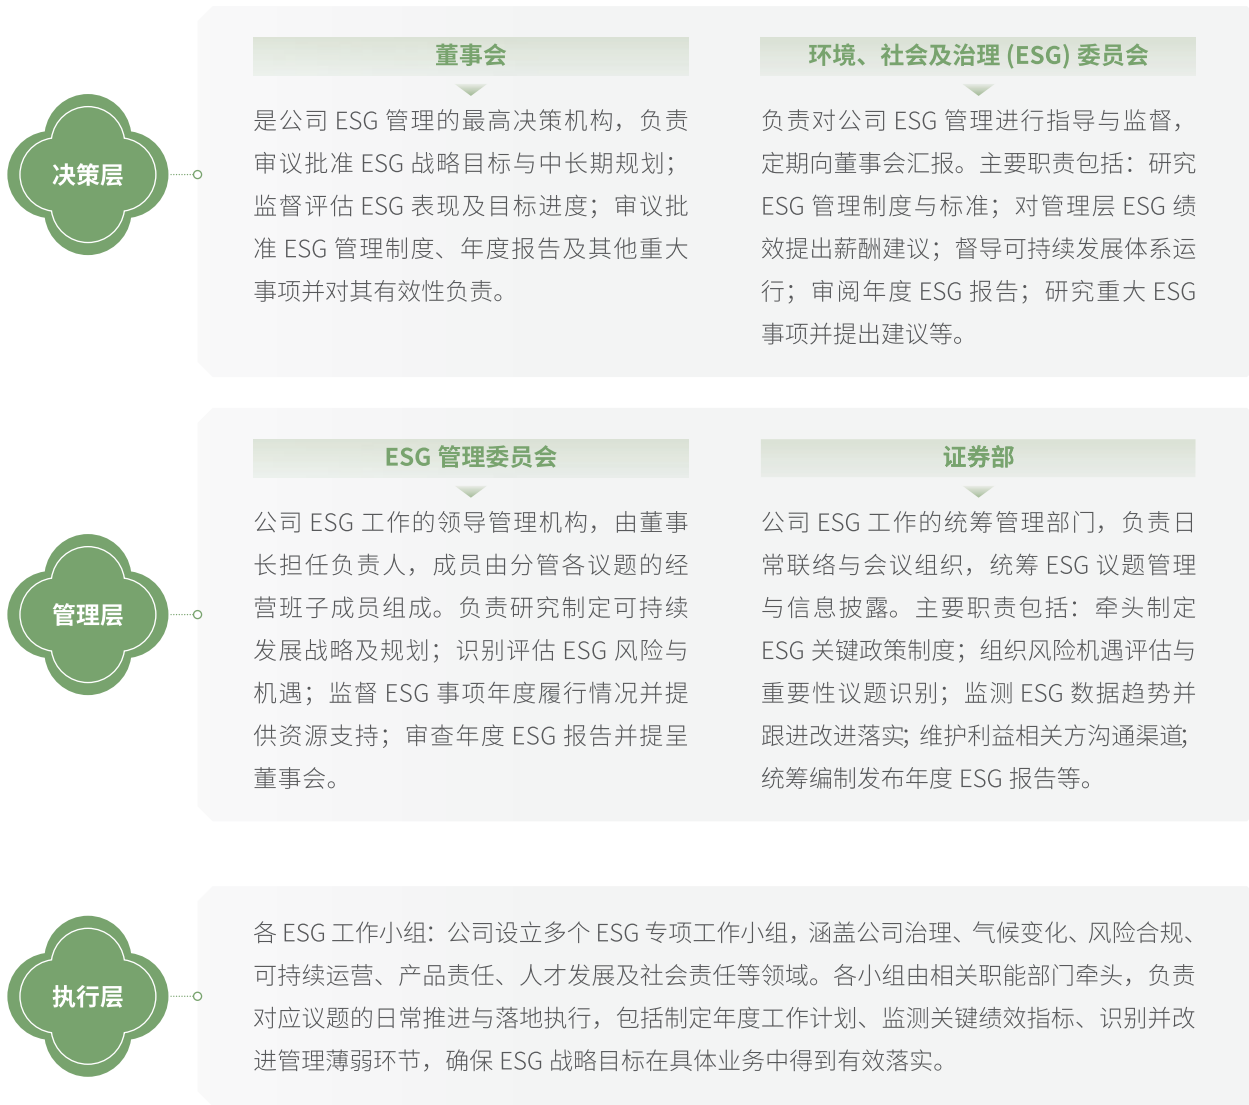 决策层
董事会
是公司 ESG 管理的最高决策机构，负责
审议批准 ESG 战略目标与中长期规划；
监督评估 ESG 表现及目标进度；审议批
准 ESG 管理制度、年度报告及其他重大
事项并对其有效性负责。
环境、社会及治理 (ESG) 委员会
负责对公司 ESG 管理进行指导与监督，
定期向董事会汇报。主要职责包括：研究
ESG 管理制度与标准；对管理层 ESG 绩
效提出薪酬建议；督导可持续发展体系运
行；审阅年度 ESG 报告；研究重大 ESG
事项并提出建议等。
管理层
ESG 管理委员会
公司 ESG 工作的领导管理机构，由董事
长担任负责人，成员由分管各议题的经
营班子成员组成。负责研究制定可持续
发展战略及规划；识别评估 ESG 风险与
机遇；监督 ESG 事项年度履行情况并提
供资源支持；审查年度 ESG 报告并提呈
董事会。
证券部
公司 ESG 工作的统筹管理部门，负责日
常联络与会议组织，统筹 ESG 议题管理
与信息披露。主要职责包括：牵头制定
ESG 关键政策制度；组织风险机遇评估与
重要性议题识别；监测 ESG 数据趋势并
跟进改进落实；维护利益相关方沟通渠道；
统筹编制发布年度 ESG 报告等。
执行层
各 ESG 工作小组：公司设立多个 ESG 专项工作小组，涵盖公司治理、气候变化、风险合规、
可持续运营、产品责任、人才发展及社会责任等领域。各小组由相关职能部门牵头，负责
对应议题的日常推进与落地执行，包括制定年度工作计划、监测关键绩效指标、识别并改
进管理薄弱环节，确保 ESG 战略目标在具体业务中得到有效落实。